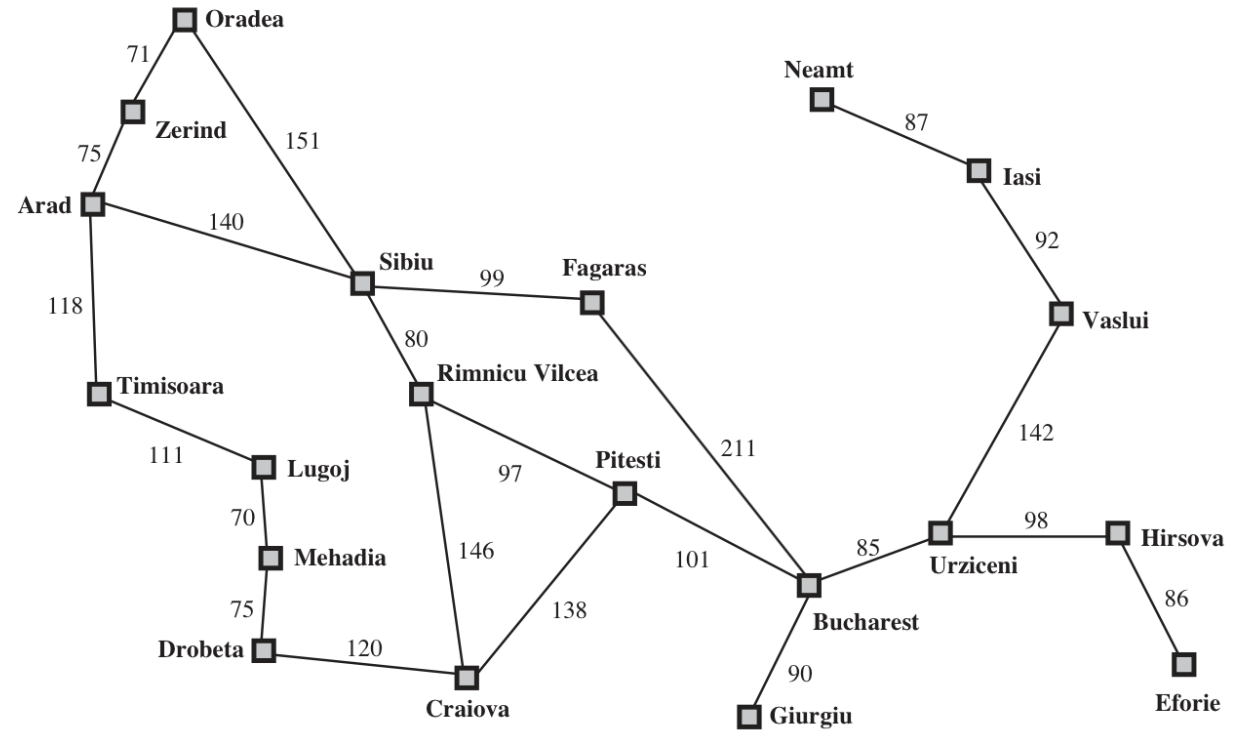 Oradea
71
Neamt
Zerind
87
151
75
Iasi
Arad
140
92
Sibiu
99
Fagaras
118
80
Vaslui
Rimnicu Vilcea
Timisoara
142
111
211
Lugoj
97
Pitesti
70
98
146
101
85
Hirsova
Mehadia
Urziceni
86
75
138
Bucharest
Drobeta
120
90
Craiova
Giurgiu
Eforie